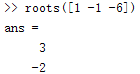 >> roots([1 -1 -6])
ans =
3
-2